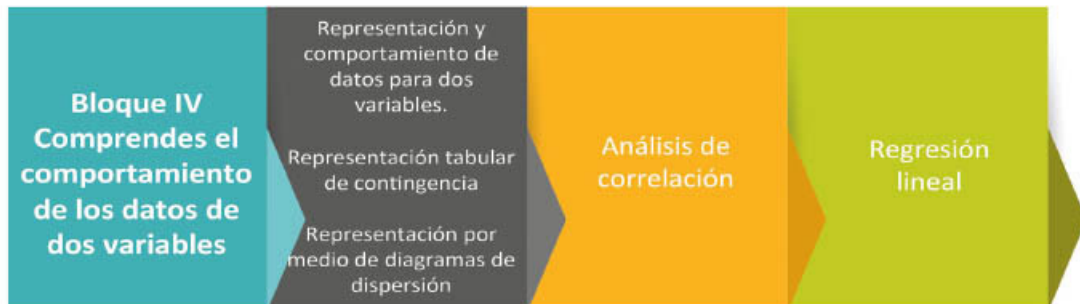 Bloque IV
Comprendes el
comportamiento
de los datos de
dos variables
Representación y
comportamiento de
datos para dos
variables.
Representación tabular
de contingencia
Representación por
medio de diagramas de
dispersión
Análisis de
correlación
Regresión
lineal